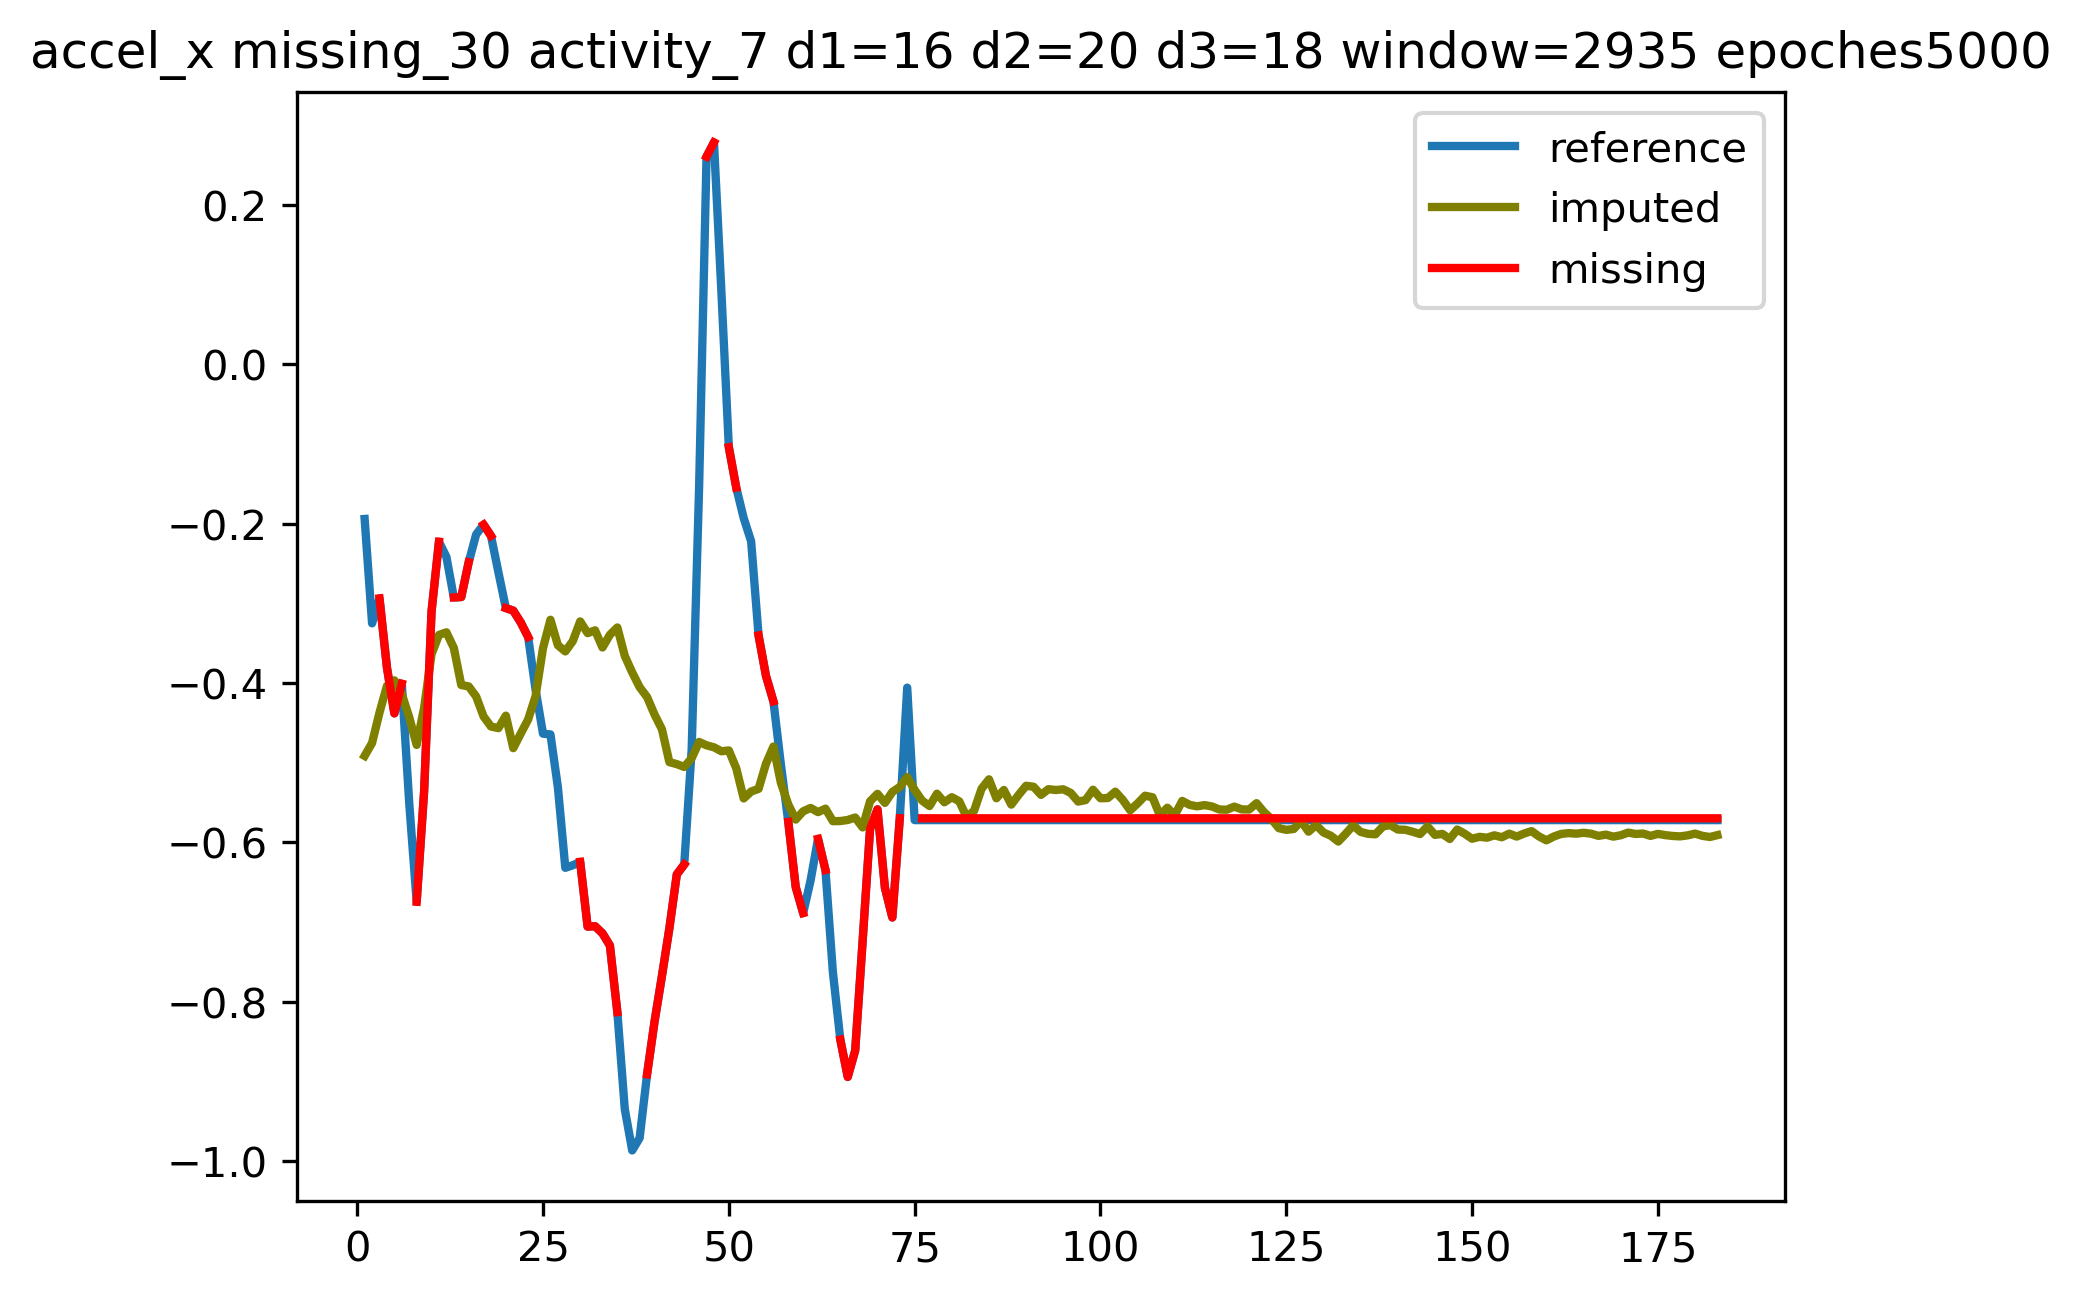 accel_x missing_30 activity_7 d1=16 d2=20 d3=18 window=2935 epoches5000
reference
imputed
missing
0.2
0.0
−0.2
−0.4
−0.6
−0.8
−1.0
0 25 50 75 100 125 150 175